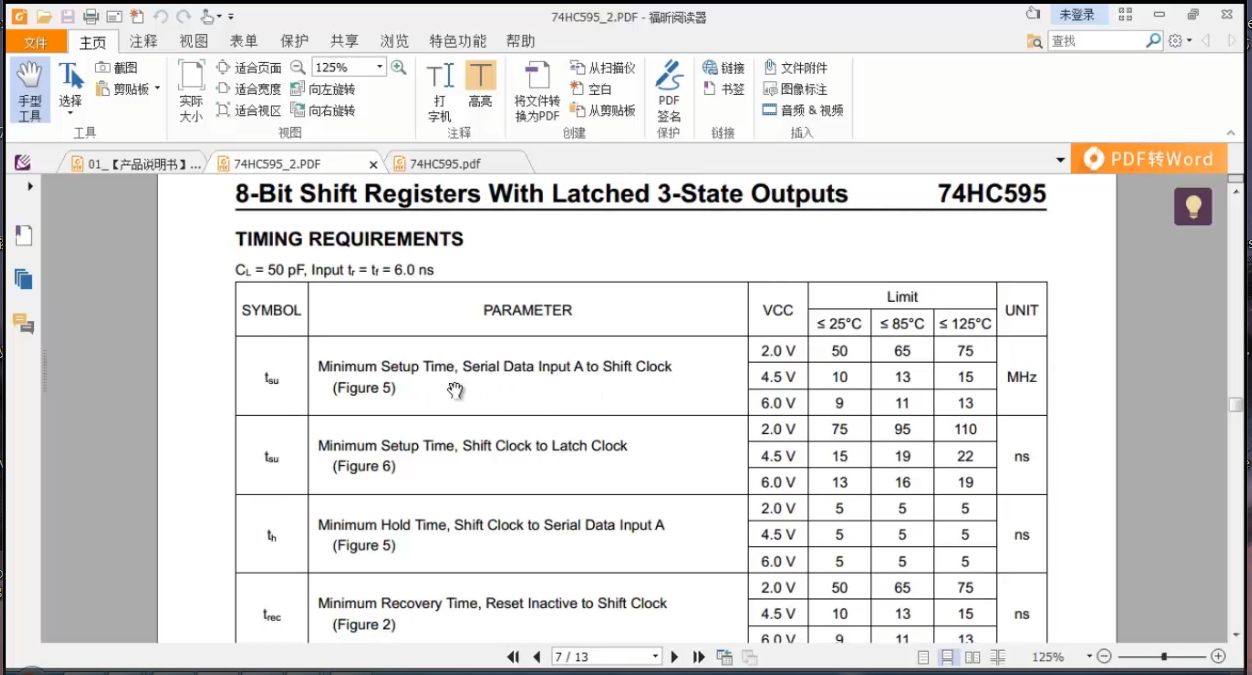 74HC595_2.PDF - 福昕阅读器
未登录
文件 主页 注释 视图 表单 保护 共享 浏览 特色功能 帮助
查找
手型工具
选择
截图
剪贴板
工具
实际大小
适合页面
适合宽度
适合视区
125%
向左旋转
向右旋转
视图
打字机
高亮
注释
将文件转换为PDF
从扫描仪
空白
从剪贴板
创建
PDF签名
保护
链接
书签
链接
文件附件
图像标注
音频 & 视频
插入
01_【产品说明书】...
74HC595_2.PDF
74HC595.pdf
PDF转Word
8-Bit Shift Registers With Latched 3-State Outputs 74HC595
TIMING REQUIREMENTS
CL = 50 pF, Input tr = tf = 6.0 ns
SYMBOL PARAMETER VCC Limit UNIT
≤ 25°C ≤ 85°C ≤ 125°C
tsu Minimum Setup Time, Serial Data Input A to Shift Clock
(Figure 5)
2.0 V 50 65 75
4.5 V 10 13 15 MHz
6.0 V 9 11 13
tsu Minimum Setup Time, Shift Clock to Latch Clock
(Figure 6)
2.0 V 75 95 110
4.5 V 15 19 22 ns
6.0 V 13 16 19
th Minimum Hold Time, Shift Clock to Serial Data Input A
(Figure 5)
2.0 V 5 5 5
4.5 V 5 5 5 ns
6.0 V 5 5 5
trec Minimum Recovery Time, Reset Inactive to Shift Clock
(Figure 2)
2.0 V 50 65 75
4.5 V 10 13 15 ns
6.0 V 9 11 13
7 / 13
125%